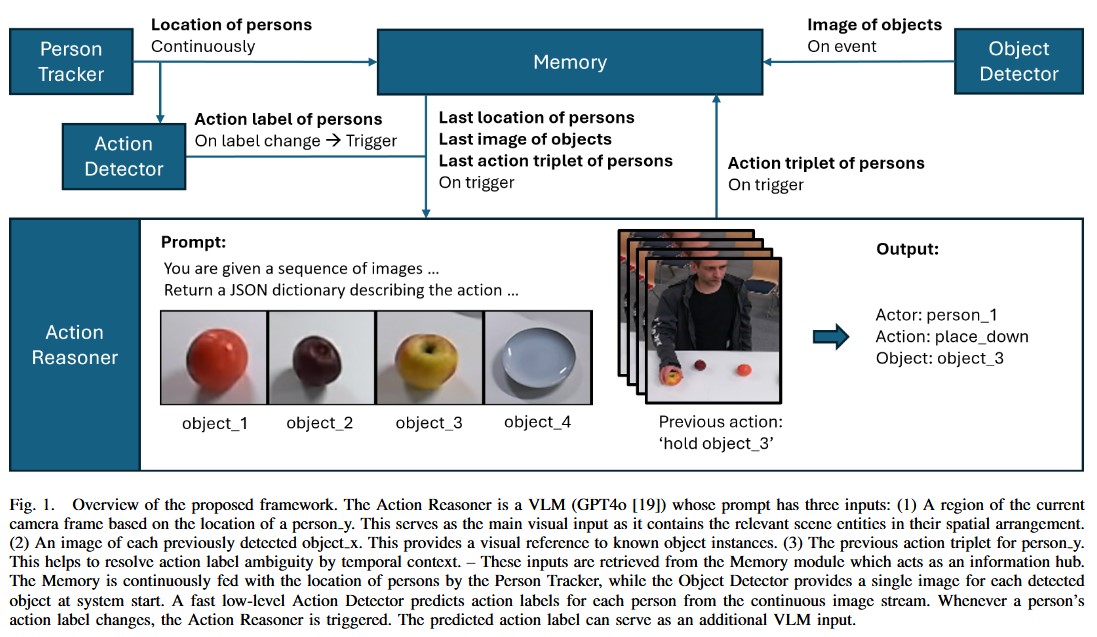 Person
Tracker
Location of persons
Continuously
Memory
Image of objects
On event
Object
Detector
Action
Detector
Action label of persons
On label change → Trigger
Last location of persons
Last image of objects
Last action triplet of persons
On trigger
Action triplet of persons
On trigger
Action
Reasoner
Prompt:
You are given a sequence of images ...
Return a JSON dictionary describing the action ...
object_1
object_2
object_3
object_4
Previous action:
'hold object_3'
Output:
Actor: person_1
Action: place_down
Object: object_3
Fig. 1. Overview of the proposed framework. The Action Reasoner is a VLM (GPT4o [19]) whose prompt has three inputs: (1) A region of the current
camera frame based on the location of a person_y. This serves as the main visual input as it contains the relevant scene entities in their spatial arrangement.
(2) An image of each previously detected object_x. This provides a visual reference to known object instances. (3) The previous action triplet for person_y.
This helps to resolve action label ambiguity by temporal context. – These inputs are retrieved from the Memory module which acts as an information hub.
The Memory is continuously fed with the location of persons by the Person Tracker, while the Object Detector provides a single image for each detected
object at system start. A fast low-level Action Detector predicts action labels for each person from the continuous image stream. Whenever a person's
action label changes, the Action Reasoner is triggered. The predicted action label can serve as an additional VLM input.